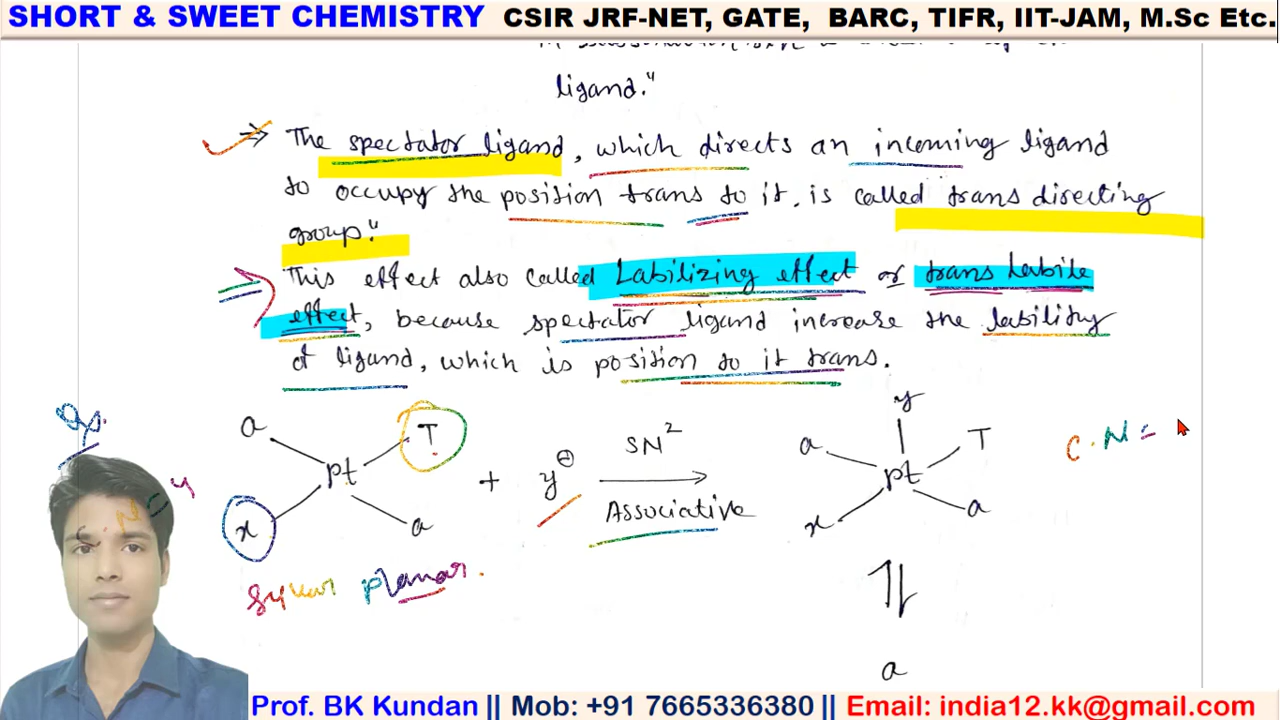 SHORT & SWEET CHEMISTRY CSIR JRF-NET, GATE, BARC, TIFR, IIT-JAM, M.Sc Etc.
ligand."
The spectator ligand, which directs an incoming ligand
to occupy the position trans to it, is called trans directing
group."
This effect also called Labilizing effect or trans Labile
effect, because spectator ligand increase the lability
of ligand, which is position to it trans.
a T
pt
x a
+ y⊕
SN²
Associative
y
a T
pt
x a
C.N =
C.N = 4
Squar planar.
a
Prof. BK Kundan || Mob: +91 7665336380 || Email: india12.kk@gmail.com